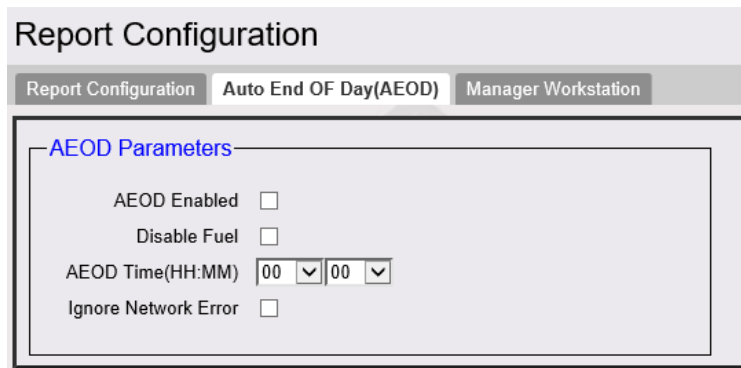 Report Configuration
Report Configuration Auto End OF Day(AEOD) Manager Workstation
AEOD Parameters
AEOD Enabled
Disable Fuel
AEOD Time(HH:MM) 00 00
Ignore Network Error